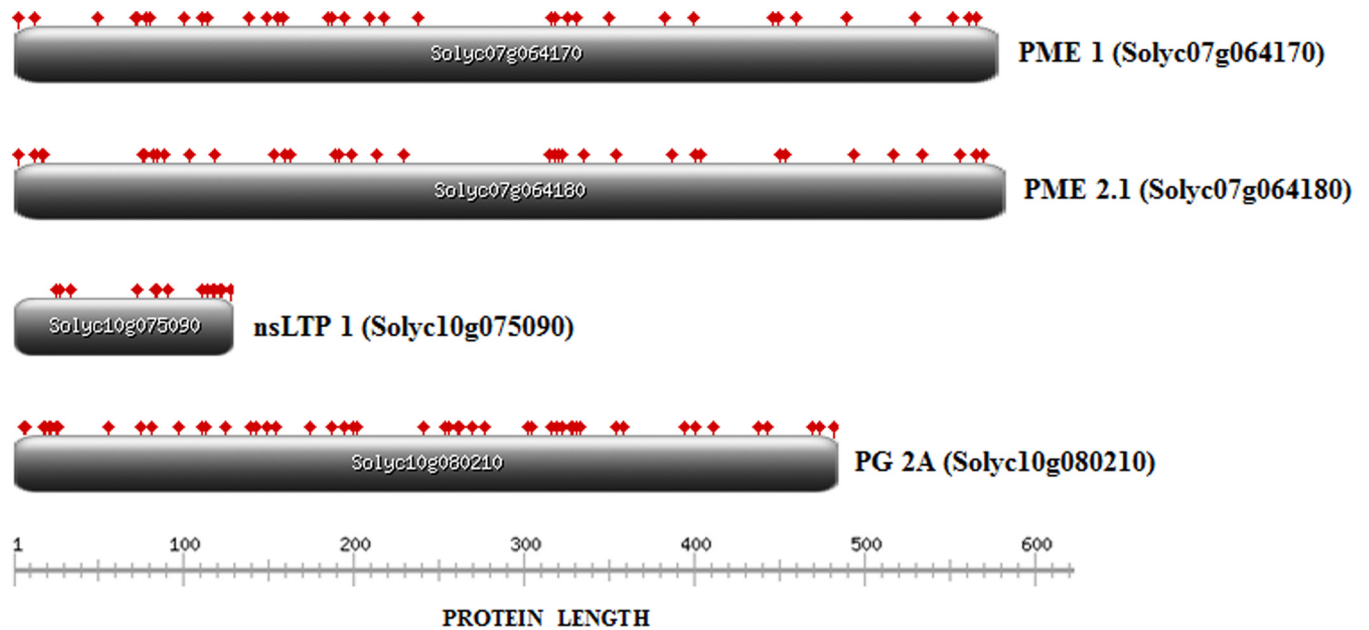 Solyc07g064170 PME 1 (Solyc07g064170)
Solyc07g064180 PME 2.1 (Solyc07g064180)
Solyc10g075090 nsLTP 1 (Solyc10g075090)
Solyc10g080210 PG 2A (Solyc10g080210)
1 100 200 300 400 500 600
PROTEIN LENGTH